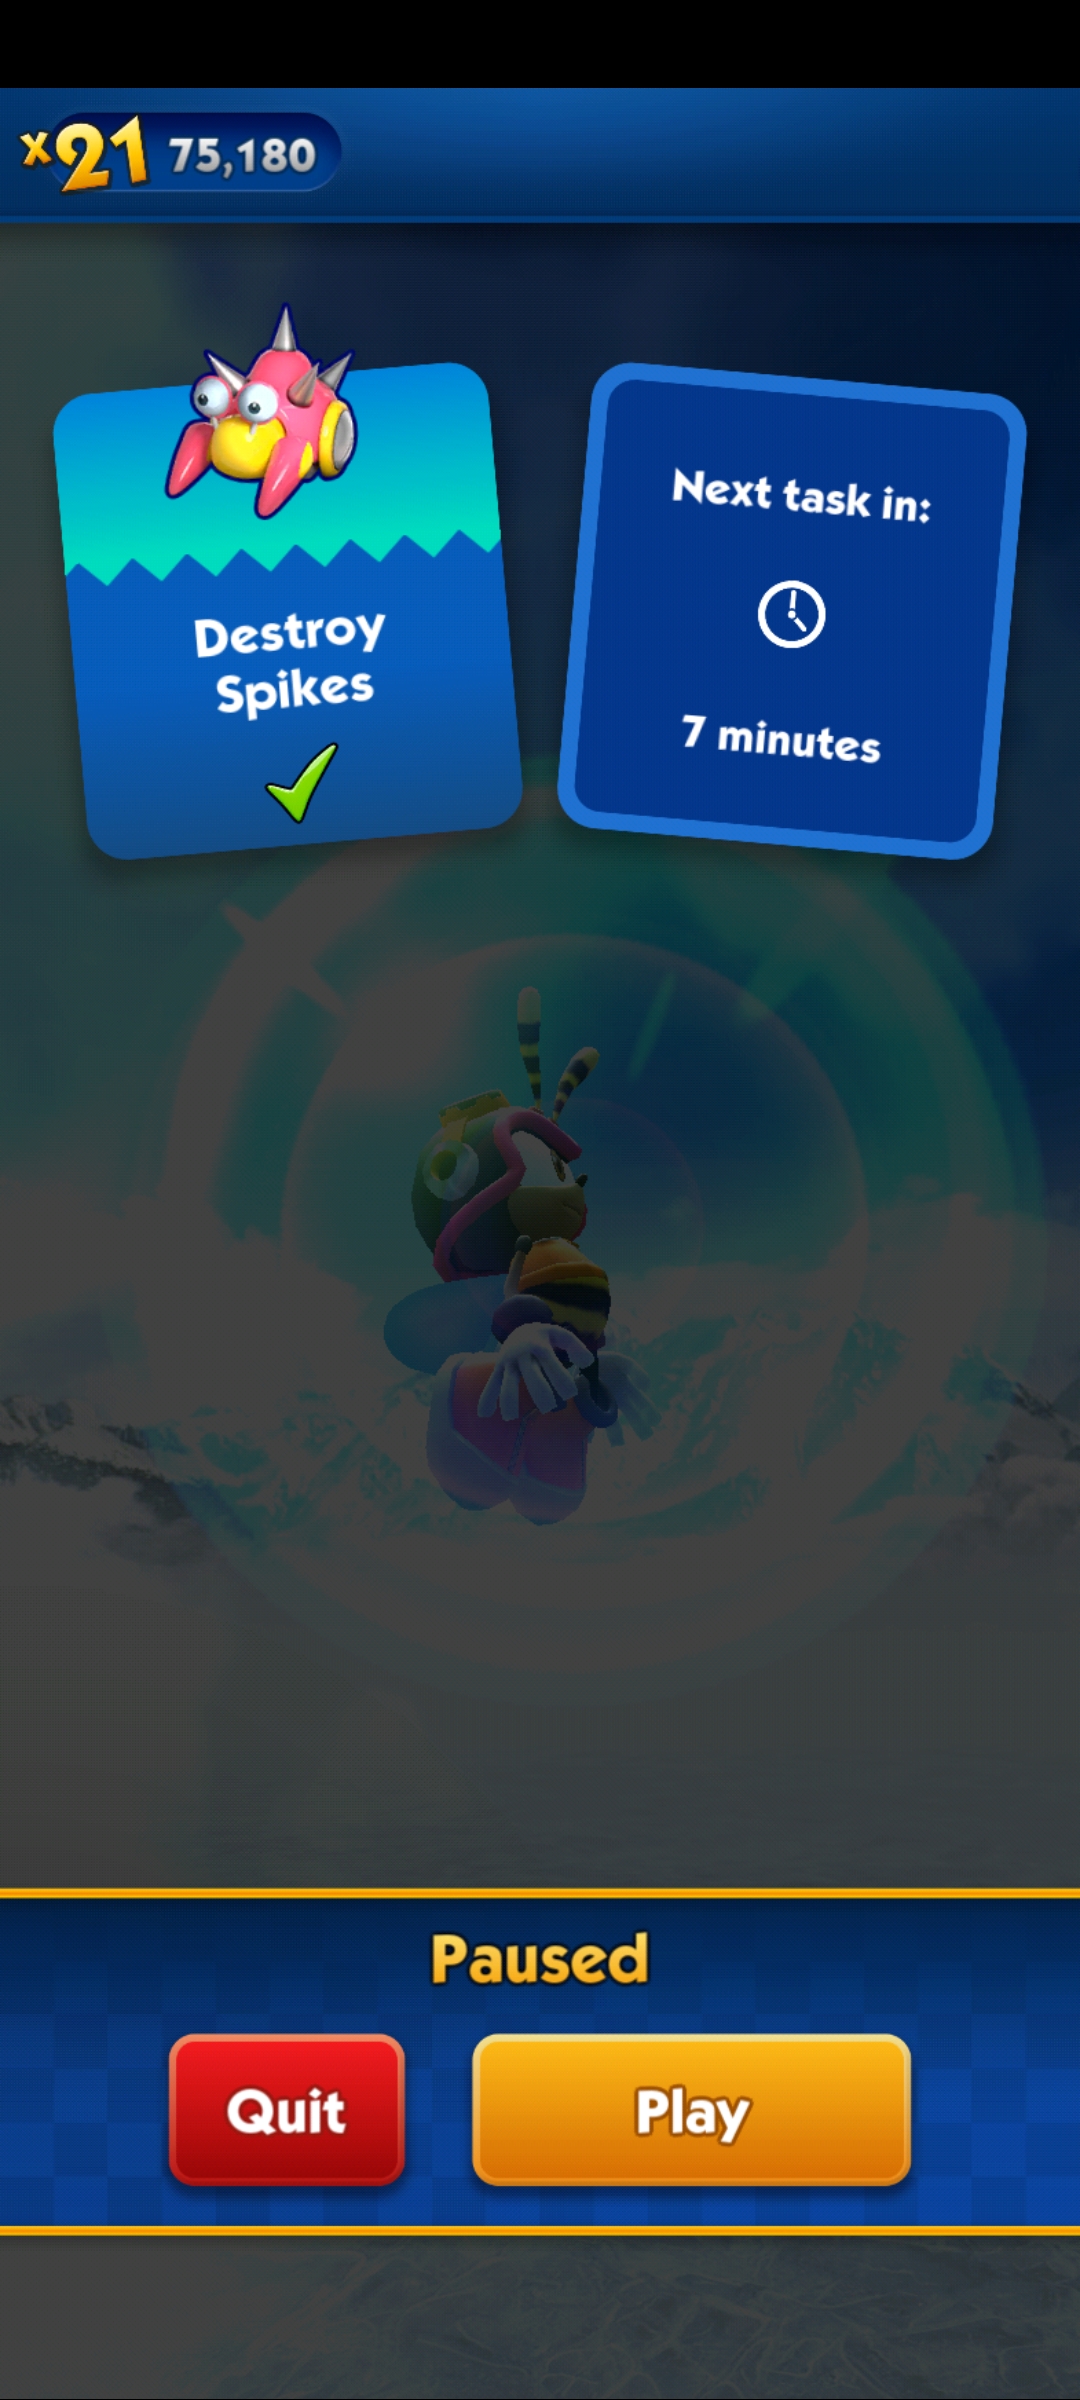 x21 75,180
Destroy
Spikes
Next task in:
7 minutes
Paused
Quit
Play